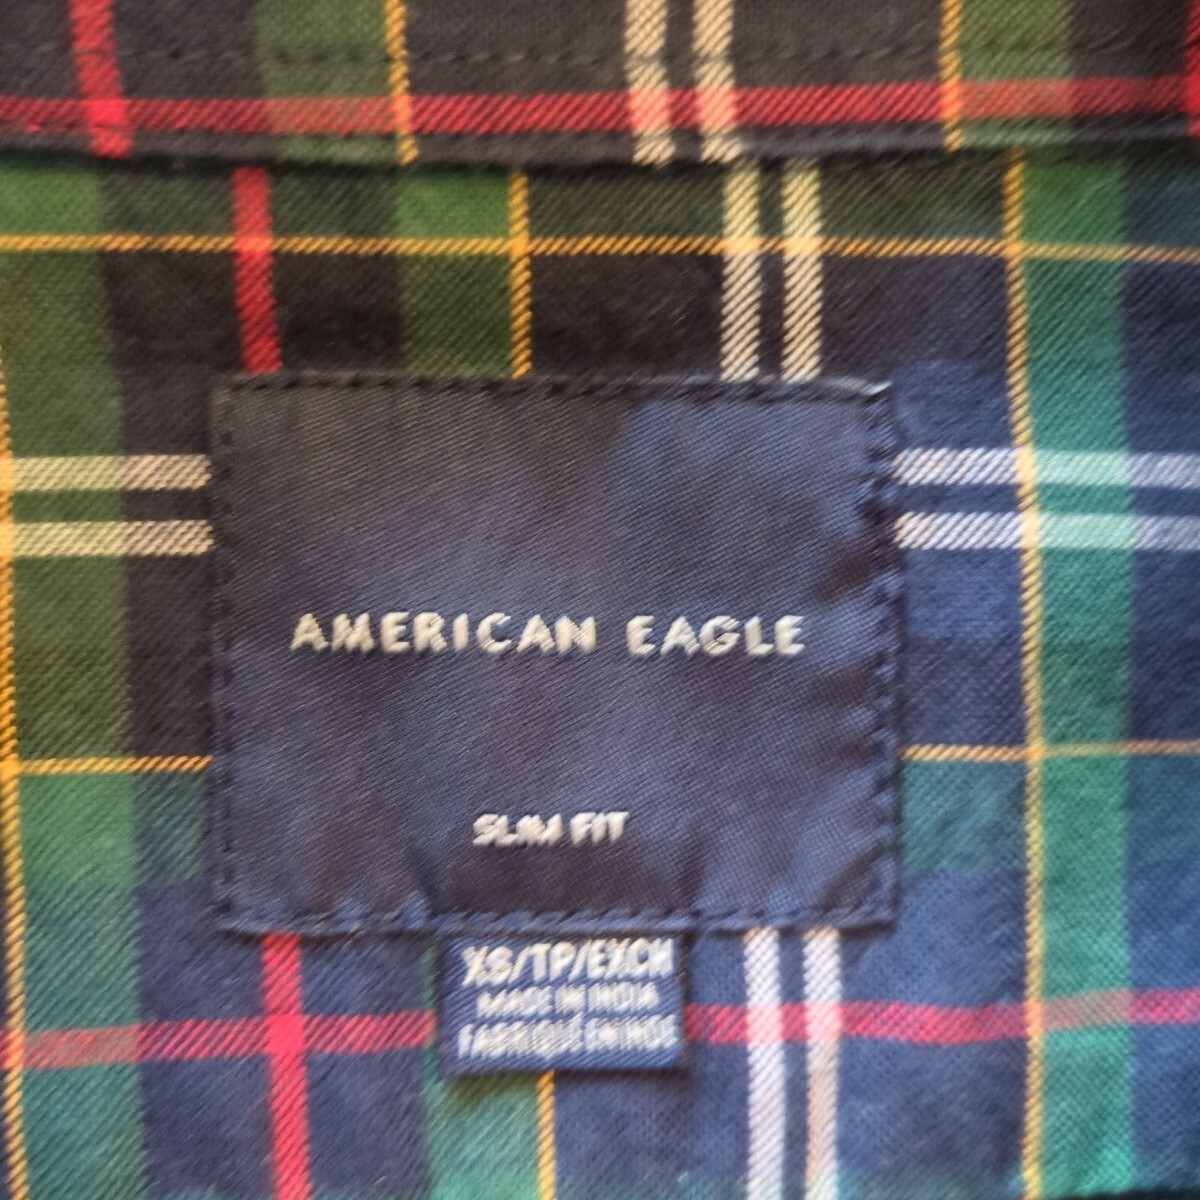 AMERICAN EAGLE
SLIM FIT
XS/TP/EXCH
MADE IN INDIA
FABRIQUÉ EN INDE